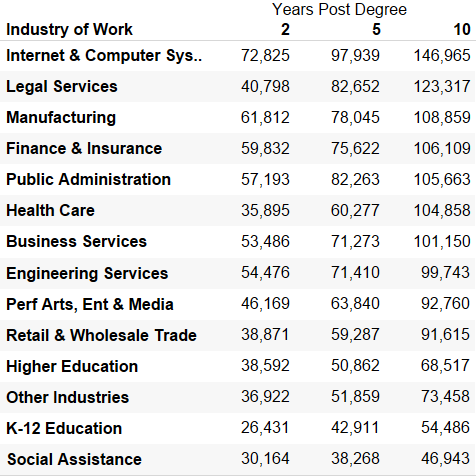 Years Post Degree
Industry of Work 2 5 10
Internet & Computer Sys.. 72,825 97,939 146,965
Legal Services 40,798 82,652 123,317
Manufacturing 61,812 78,045 108,859
Finance & Insurance 59,832 75,622 106,109
Public Administration 57,193 82,263 105,663
Health Care 35,895 60,277 104,858
Business Services 53,486 71,273 101,150
Engineering Services 54,476 71,410 99,743
Perf Arts, Ent & Media 46,169 63,840 92,760
Retail & Wholesale Trade 38,871 59,287 91,615
Higher Education 38,592 50,862 68,517
Other Industries 36,922 51,859 73,458
K-12 Education 26,431 42,911 54,486
Social Assistance 30,164 38,268 46,943